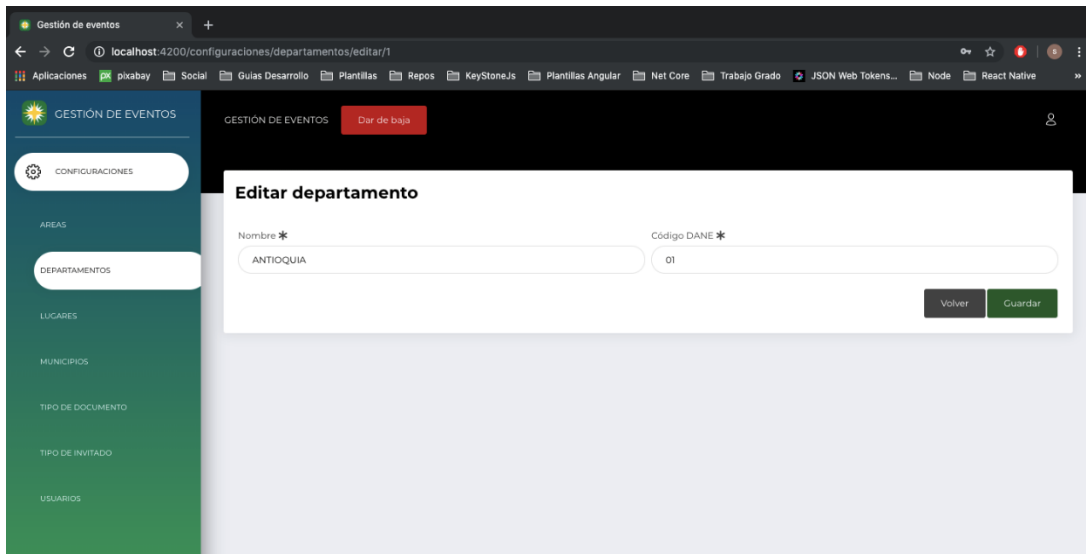 Gestión de eventos
localhost:4200/configuraciones/departamentos/editar/1
Aplicaciones px pixabay Social Guias Desarrollo Plantillas Repos KeyStoneJs Plantillas Angular Net Core Trabajo Grado JSON Web Tokens... Node React Native »
GESTIÓN DE EVENTOS
GESTIÓN DE EVENTOS Dar de baja
CONFIGURACIONES
Editar departamento
AREAS
Nombre * Código DANE *
ANTIOQUIA 01
DEPARTAMENTOS
Volver Guardar
LUGARES
MUNICIPIOS
TIPO DE DOCUMENTO
TIPO DE INVITADO
USUARIOS